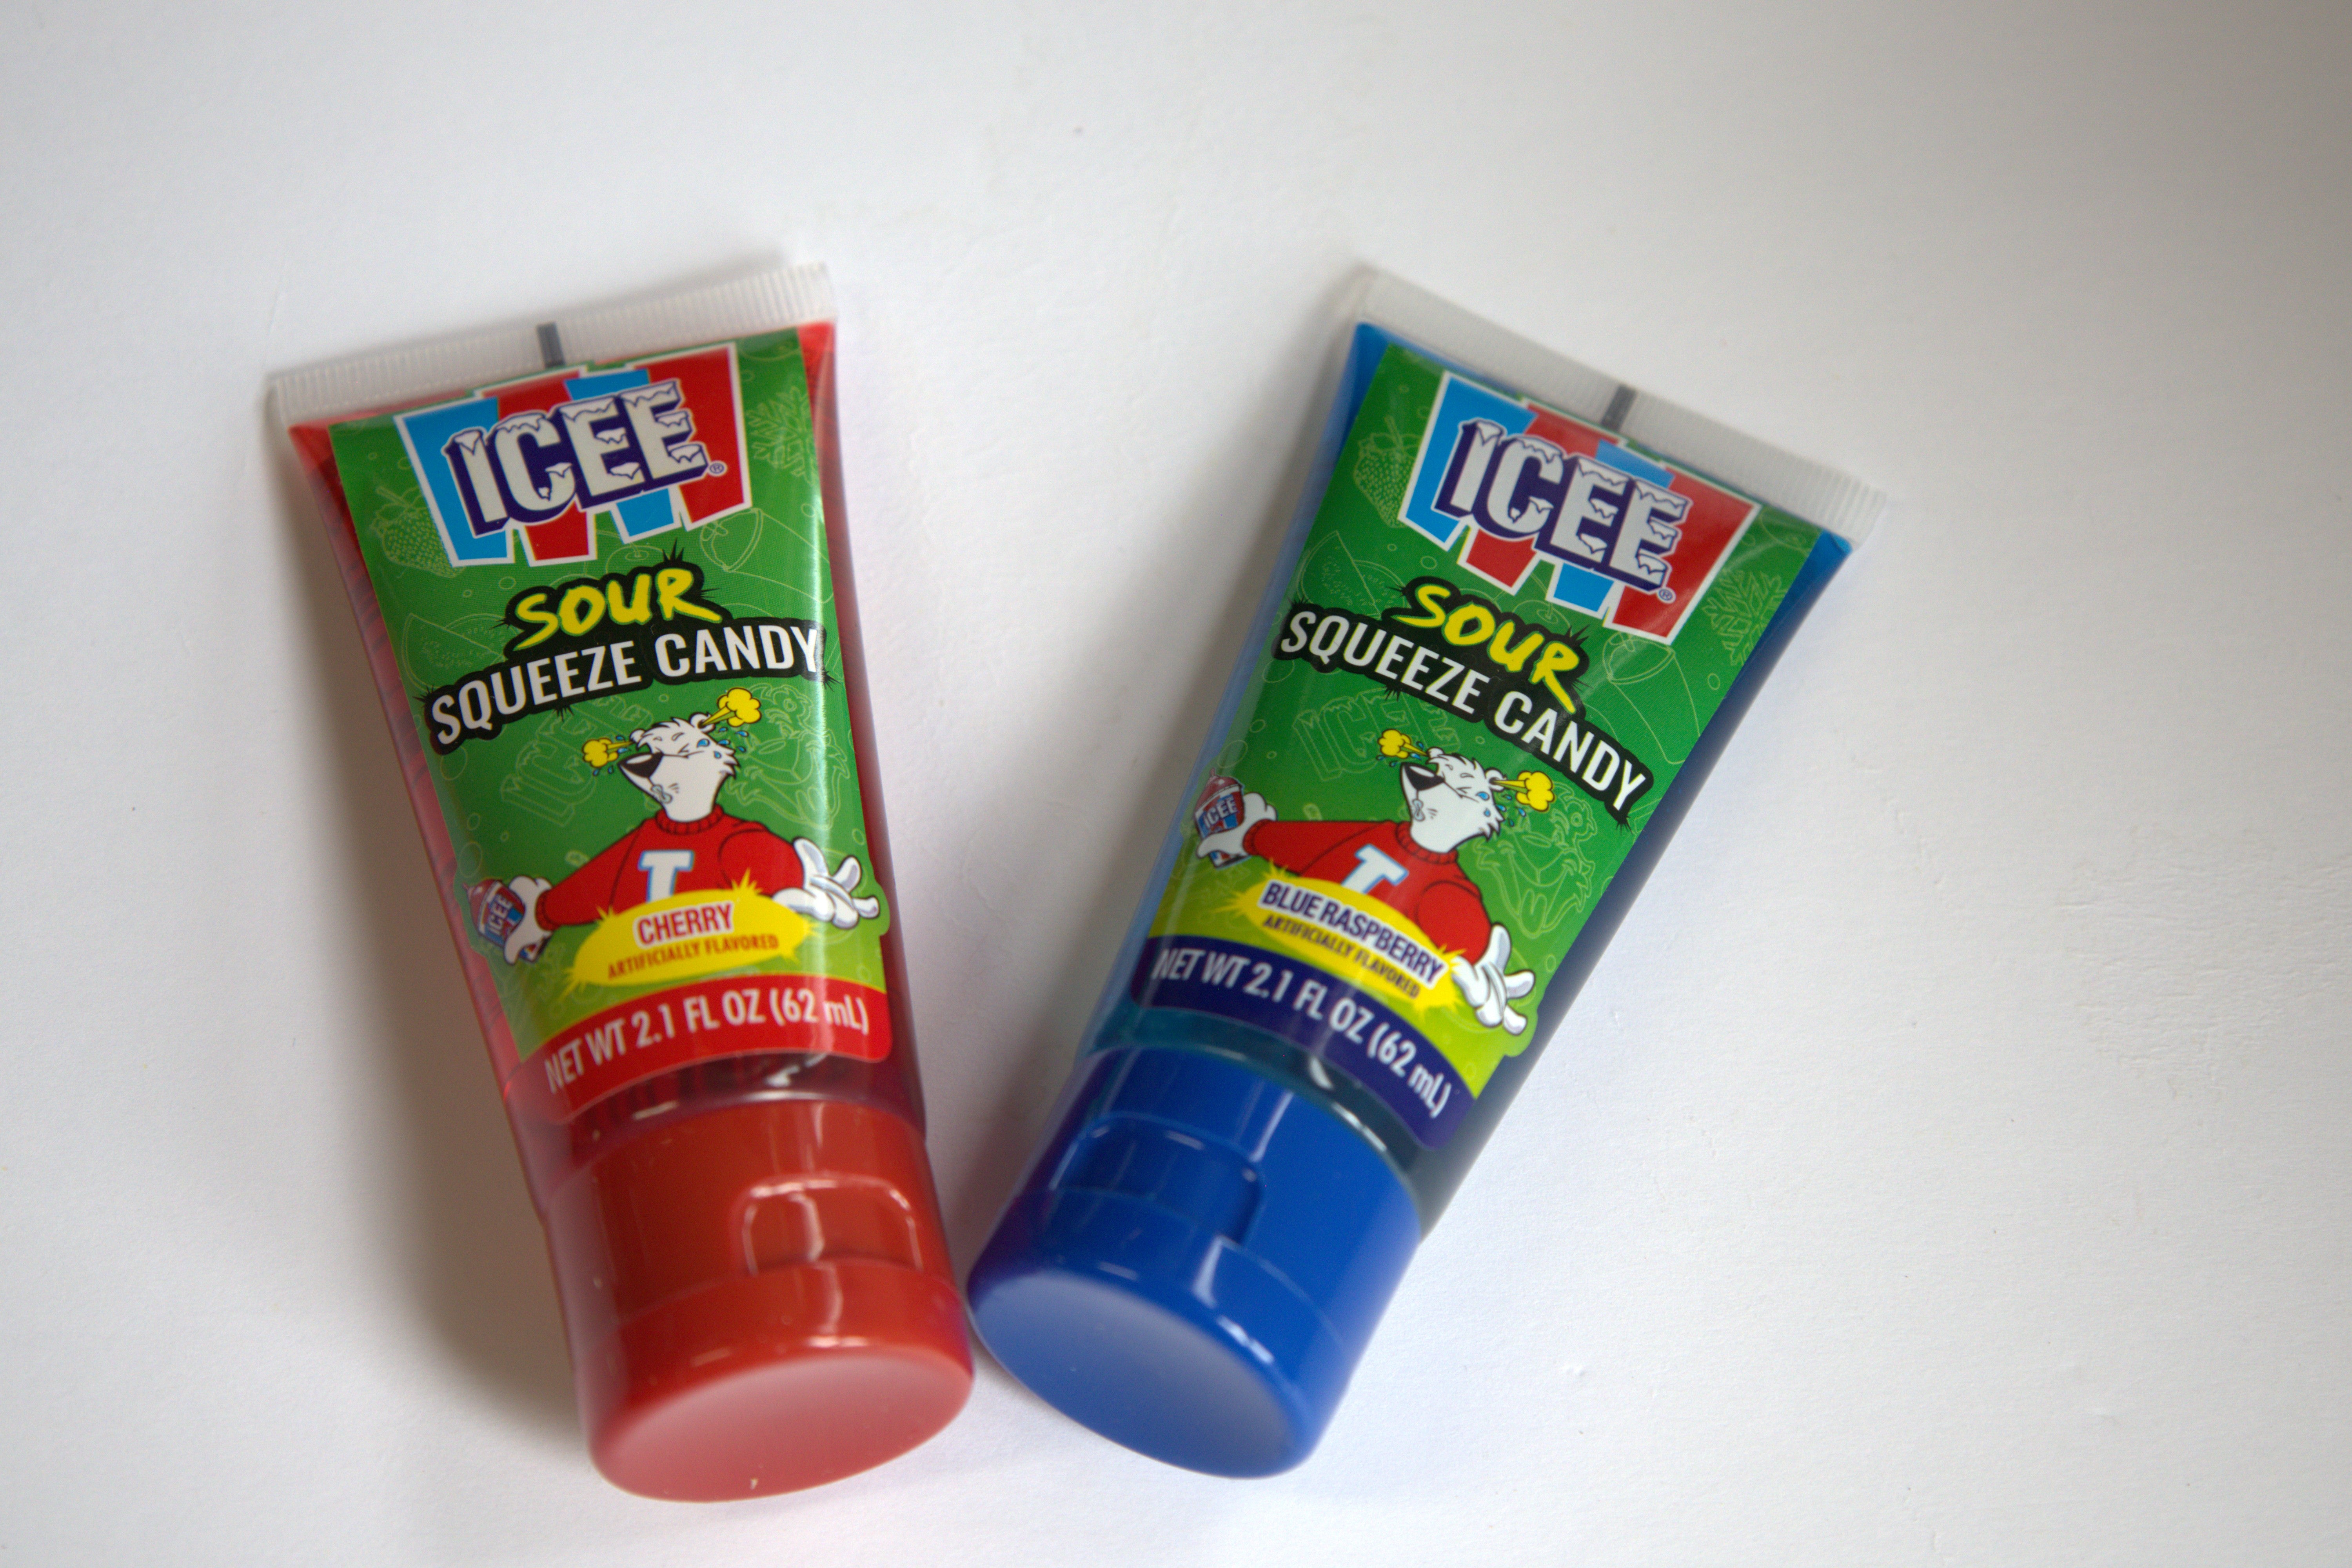 ICEE®
SOUR
SQUEEZE CANDY
ICEE
I
CHERRY
ARTIFICIALLY FLAVORED
NET WT 2.1 FL OZ (62 mL)
ICEE®
SOUR
SQUEEZE CANDY
ICEE
ICEE
I
BLUE RASPBERRY
ARTIFICIALLY FLAVORED
NET WT 2.1 FL OZ (62 mL)